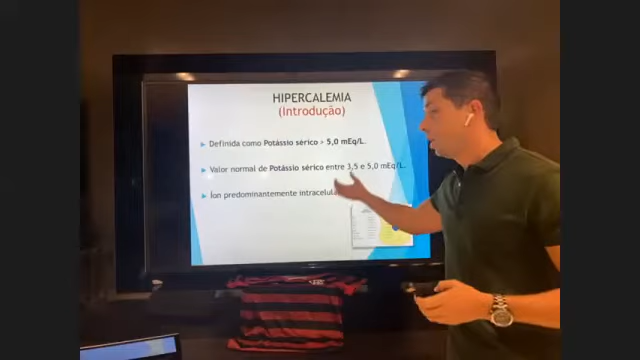 HIPERCALEMIA
(Introdução)
Definida como Potássio sérico > 5,0 mEq/L.
Valor normal de Potássio sérico entre 3,5 e 5,0 mEq/L.
Íon predominantemente